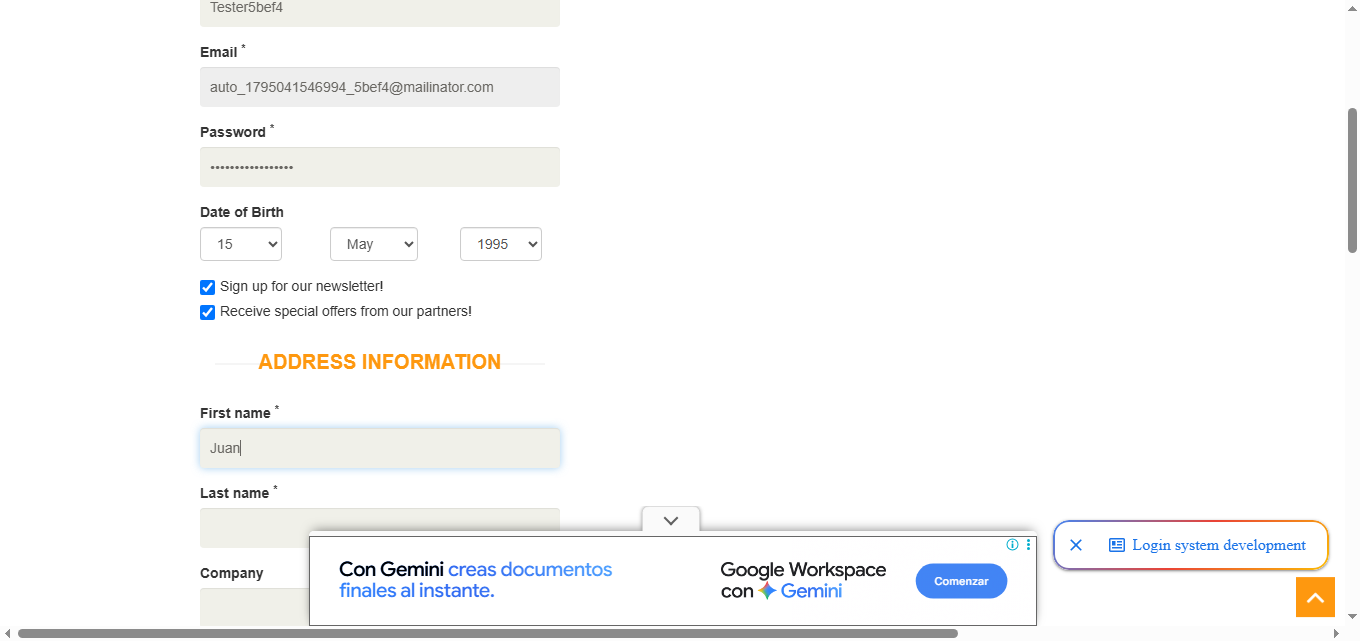 Tester5bef4
Email *
auto_1795041546994_5bef4@mailinator.com
Password *
•••••••••••••••••
Date of Birth
15 May 1995
Sign up for our newsletter!
Receive special offers from our partners!
ADDRESS INFORMATION
First name *
Juan
Last name *
Company
Con Gemini creas documentos
finales al instante.
Google Workspace
con Gemini
Comenzar
Login system development